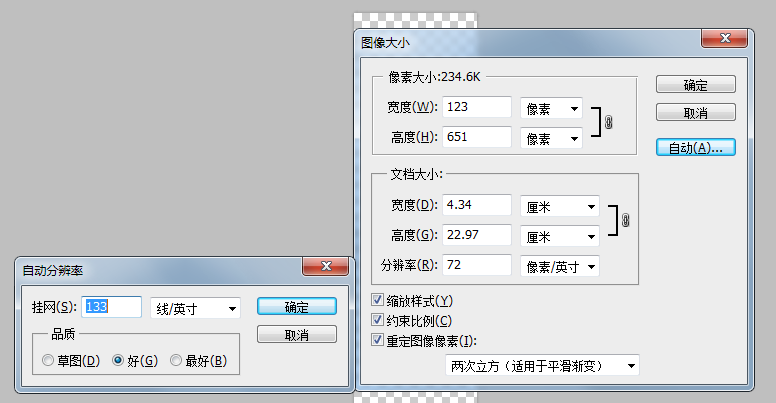 图像大小
像素大小:234.6K
宽度(W): 123 像素
高度(H): 651 像素
确定
取消
自动(A)...
文档大小:
宽度(D): 4.34 厘米
高度(G): 22.97 厘米
分辨率(R): 72 像素/英寸
缩放样式(Y)
约束比例(C)
重定图像像素(I):
两次立方（适用于平滑渐变）
自动分辨率
挂网(S): 133 线/英寸
确定
取消
品质
草图(D) 好(G) 最好(B)